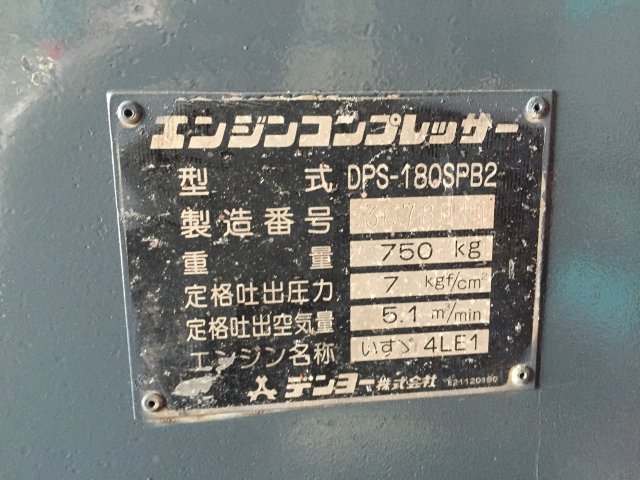 エンジンコンプレッサー
型式 DPS-180SPB2
製造番号
重量 750 kg
定格吐出圧力 7 kgf/cm²
定格吐出空気量 5.1 m³/min
エンジン名称 いすゞ 4LE1
デンヨー株式会社